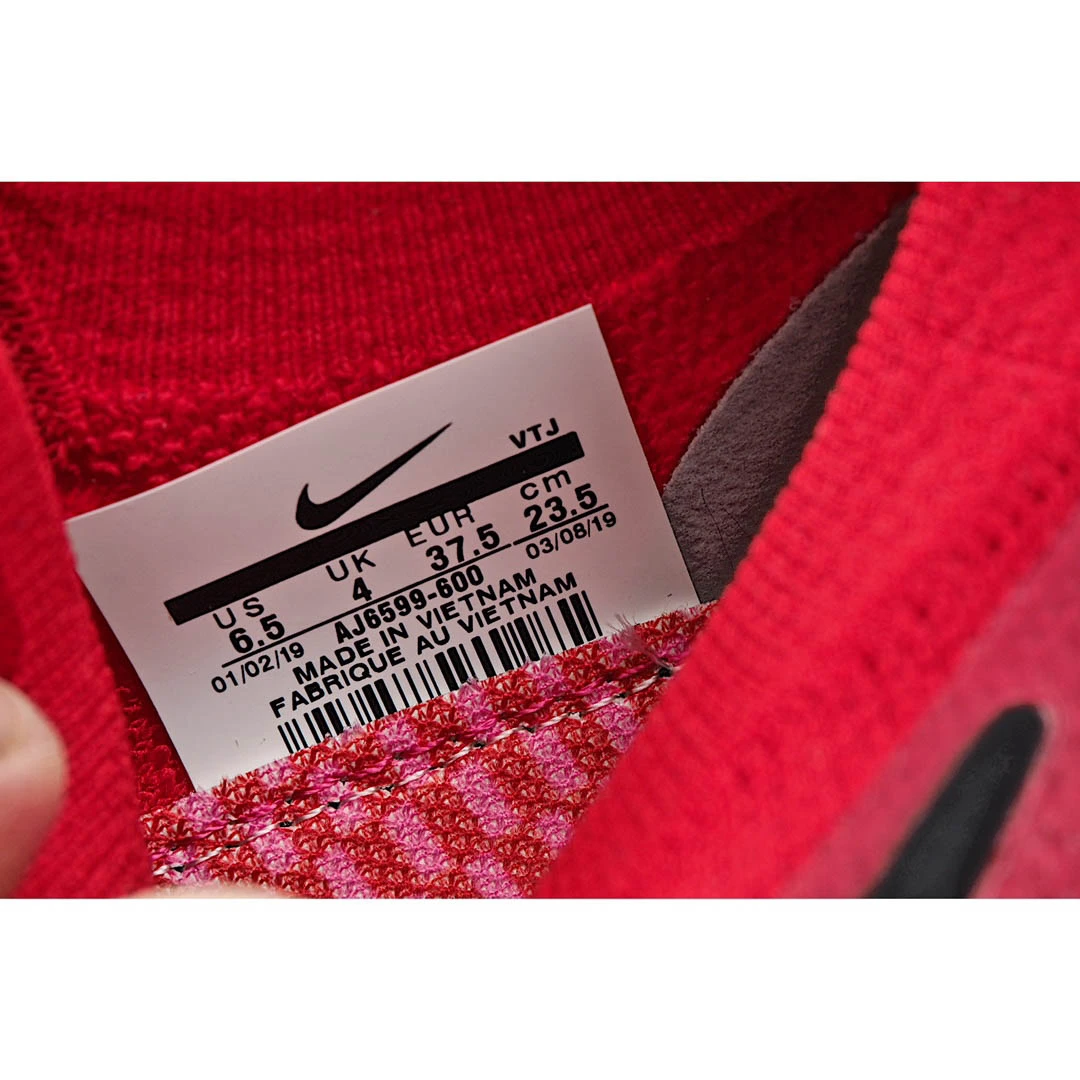 VTJ
US UK EUR cm
6.5 4 37.5 23.5
01/02/19 AJ6599-600 03/08/19
MADE IN VIETNAM
FABRIQUE AU VIETNAM